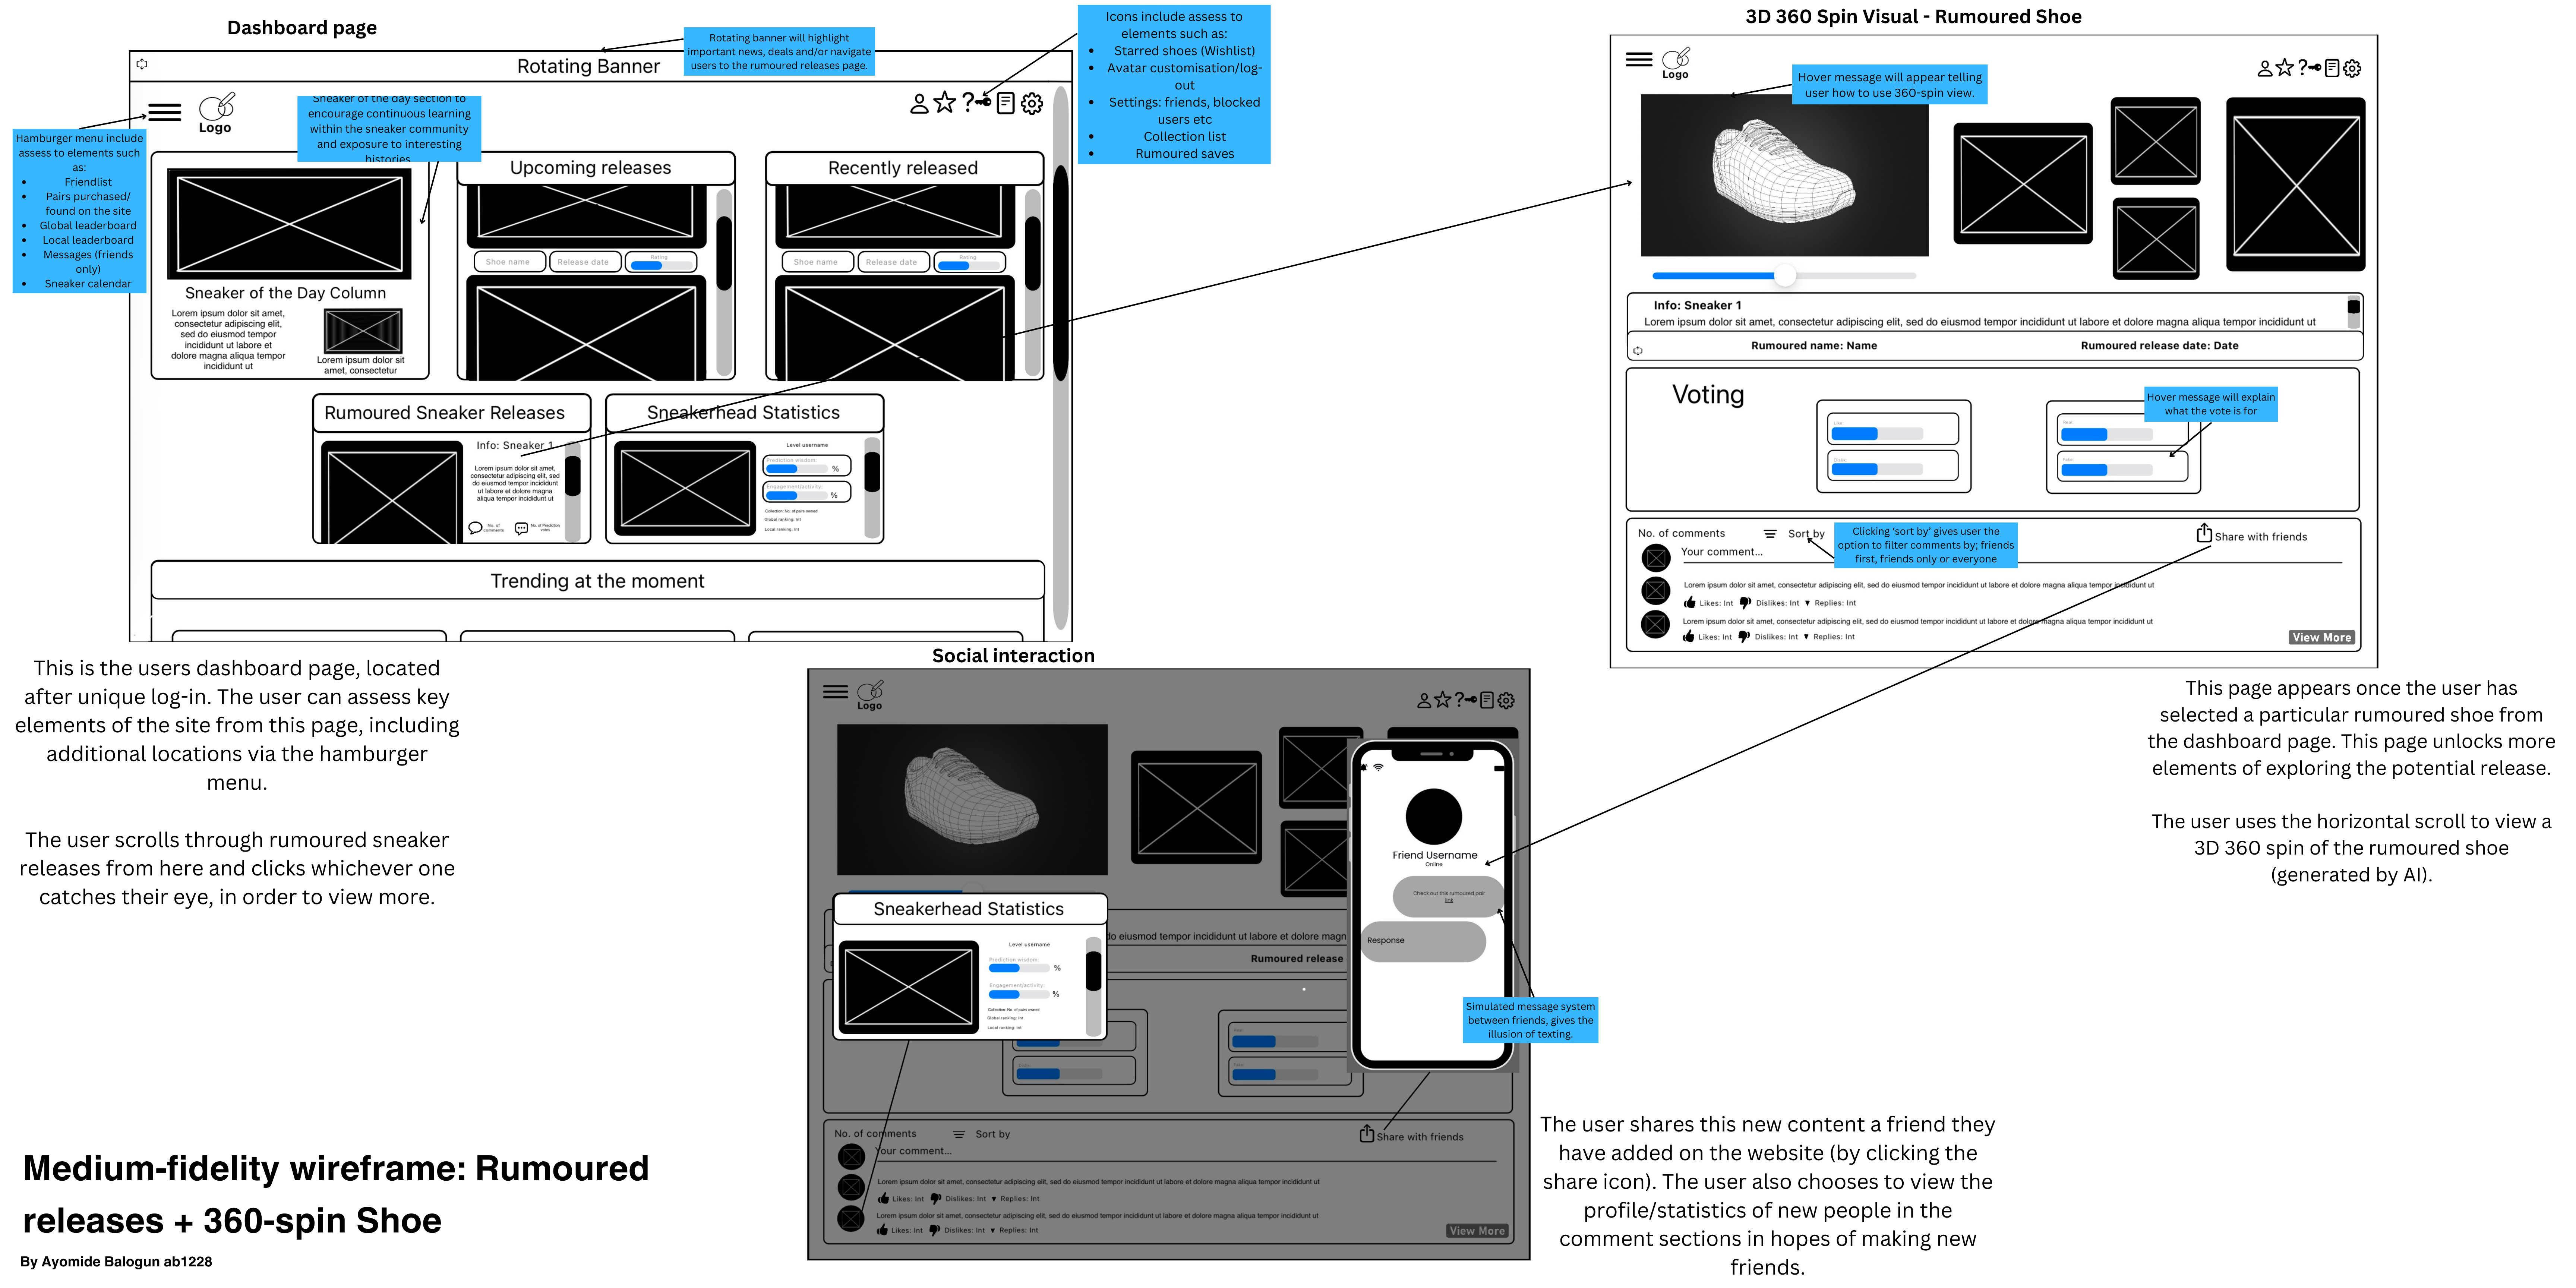 Dashboard page
Rotating banner will highlight
important news, deals and/or navigate
users to the rumoured releases page.
Rotating Banner
Icons include assess to
elements such as:
Starred shoes (Wishlist)
Avatar customisation/log-
out
Settings: friends, blocked
users etc
Collection list
Rumoured saves
Logo
Sneaker of the day section to
encourage continuous learning
within the sneaker community
and exposure to interesting
histories
Hamburger menu include
assess to elements such
as:
Friendlist
Pairs purchased/
found on the site
Global leaderboard
Local leaderboard
Messages (friends
only)
Sneaker calendar
Sneaker of the Day Column
Lorem ipsum dolor sit amet,
consectetur adipiscing elit,
sed do eiusmod tempor
incididunt ut labore et
dolore magna aliqua tempor
incididunt ut
Lorem ipsum dolor sit
amet, consectetur
Upcoming releases
Shoe name
Release date
Rating
Recently released
Shoe name
Release date
Rating
Rumoured Sneaker Releases
Info: Sneaker 1
Lorem ipsum dolor sit amet,
consectetur adipiscing elit,
sed do eiusmod tempor incididunt
ut labore et dolore magna
aliqua tempor incididunt ut
No. of
comments
No. of Prediction
votes
Sneakerhead Statistics
Level username
Prediction wisdom:
%
Engagement/activity:
%
Collection: No. of pairs owned
Global ranking: Int
Local ranking: Int
Trending at the moment
This is the users dashboard page, located
after unique log-in. The user can assess key
elements of the site from this page, including
additional locations via the hamburger
menu.
The user scrolls through rumoured sneaker
releases from here and clicks whichever one
catches their eye, in order to view more.
3D 360 Spin Visual - Rumoured Shoe
Logo
Hover message will appear telling
user how to use 360-spin view.
Info: Sneaker 1
Lorem ipsum dolor sit amet, consectetur adipiscing elit, sed do eiusmod tempor incididunt ut labore et dolore magna aliqua tempor incididunt ut
Rumoured name: Name
Rumoured release date: Date
Voting
Like:
Real:
Fake:
Hover message will explain
what the vote is for
No. of comments
Sort by
Clicking ‘sort by’ gives user the
option to filter comments by; friends
first, friends only or everyone
Share with friends
Your comment...
Lorem ipsum dolor sit amet, consectetur adipiscing elit, sed do eiusmod tempor incididunt ut labore et dolore magna aliqua tempor incididunt ut
Likes: Int Dislikes: Int Replies: Int
Lorem ipsum dolor sit amet, consectetur adipiscing elit, sed do eiusmod tempor incididunt ut labore et dolore magna aliqua tempor incididunt ut
Likes: Int Dislikes: Int Replies: Int
View More
This page appears once the user has
selected a particular rumoured shoe from
the dashboard page. This page unlocks more
elements of exploring the potential release.
The user uses the horizontal scroll to view a
3D 360 spin of the rumoured shoe
(generated by AI).
Social interaction
Logo
Sneakerhead Statistics
Level username
Prediction wisdom:
%
Engagement/activity:
%
Collection: No. of pairs owned
Global ranking: Int
Local ranking: Int
do eiusmod tempor incididunt ut labore et dolore magn
Rumoured release
Friend Username
Online
Check out this rumoured pair
link
Response
Simulated message system
between friends, gives the
illusion of texting.
No. of comments
Sort by
Share with friends
Your comment...
Lorem ipsum dolor sit amet, consectetur adipiscing elit, sed do eiusmod tempor incididunt ut labore et dolore magna aliqua tempor incididunt ut
Likes: Int Dislikes: Int Replies: Int
Lorem ipsum dolor sit amet, consectetur adipiscing elit, sed do eiusmod tempor incididunt ut labore et dolore magna aliqua tempor incididunt ut
Likes: Int Dislikes: Int Replies: Int
View More
The user shares this new content a friend they
have added on the website (by clicking the
share icon). The user also chooses to view the
profile/statistics of new people in the
comment sections in hopes of making new
friends.
Medium-fidelity wireframe: Rumoured
releases + 360-spin Shoe
By Ayomide Balogun ab1228